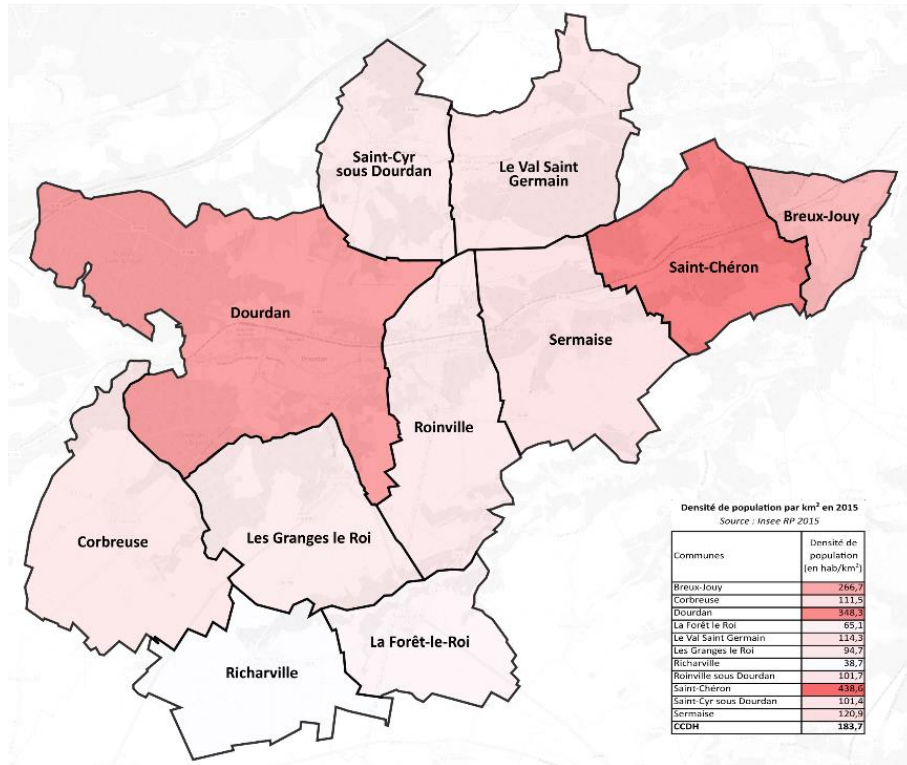 Saint-Cyr
sous Dourdan
Le Val Saint
Germain
Breux-Jouy
Saint-Chéron
Dourdan
Sermaise
Roinville
Corbreuse
Les Granges le Roi
La Forêt-le-Roi
Richarville
Densité de population par km² en 2015
Source : Insee RP 2015
Communes
Densité de
population
(en hab/km²)
Breux-Jouy 266,7
Corbreuse 111,5
Dourdan 348,3
La Forêt le Roi 65,1
Le Val Saint Germain 114,3
Les Granges le Roi 94,7
Richarville 38,7
Roinville sous Dourdan 101,7
Saint-Chéron 438,6
Saint-Cyr sous Dourdan 101,4
Sermaise 120,9
CCDH 183,7